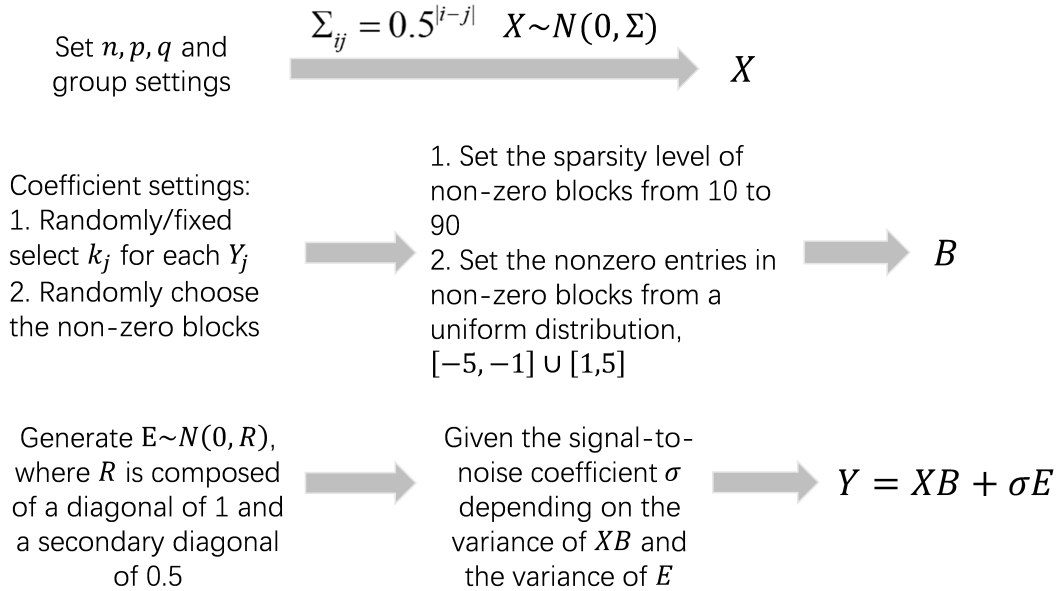 Set n, p, q and
group settings
Σ_{ij} = 0.5^{|i−j|}   X~N(0, Σ)
X
Coefficient settings:
1. Randomly/fixed
select k_j for each Y_j
2. Randomly choose
the non-zero blocks
1. Set the sparsity level of
non-zero blocks from 10 to
90
2. Set the nonzero entries in
non-zero blocks from a
uniform distribution,
[−5, −1] ∪ [1,5]
B
Generate E~N(0, R),
where R is composed
of a diagonal of 1 and
a secondary diagonal
of 0.5
Given the signal-to-
noise coefficient σ
depending on the
variance of XB and
the variance of E
Y = XB + σE